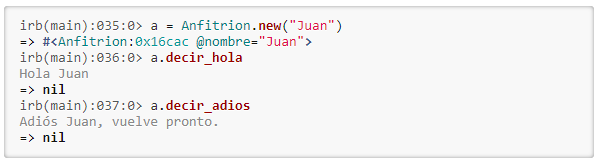 irb(main):035:0> a = Anfitrion.new("Juan")
=> #<Anfitrion:0x16cac @nombre="Juan">
irb(main):036:0> a.decir_hola
Hola Juan
=> nil
irb(main):037:0> a.decir_adios
Adiós Juan, vuelve pronto.
=> nil